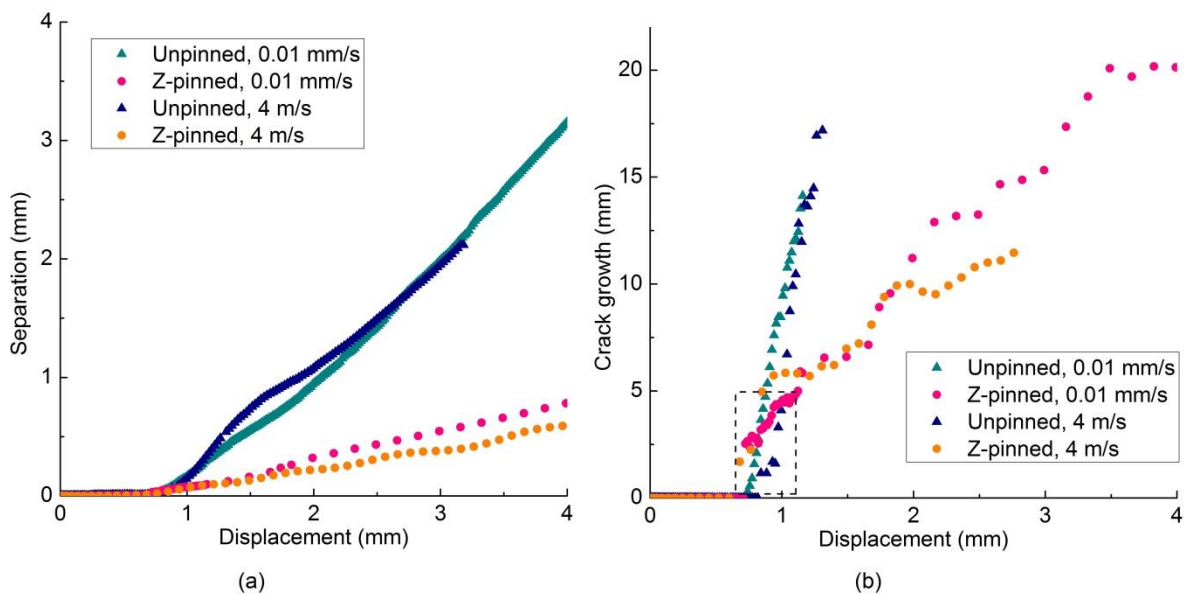 4
3
2
1
0
Separation (mm)
Unpinned, 0.01 mm/s
Z-pinned, 0.01 mm/s
Unpinned, 4 m/s
Z-pinned, 4 m/s
0 1 2 3 4
Displacement (mm)
(a)
20
15
10
5
0
Crack growth (mm)
Unpinned, 0.01 mm/s
Z-pinned, 0.01 mm/s
Unpinned, 4 m/s
Z-pinned, 4 m/s
0 1 2 3 4
Displacement (mm)
(b)